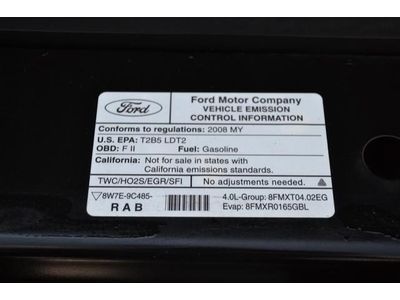 Ford
Ford Motor Company
VEHICLE EMISSION
CONTROL INFORMATION
Conforms to regulations: 2008 MY
U.S. EPA: T2B5 LDT2
OBD: F II Fuel: Gasoline
California: Not for sale in states with
California emissions standards.
TWC/HO2S/EGR/SFI No adjustments needed.
8W7E-9C485- 4.0L-Group: 8FMXT04.02EG
RAB Evap: 8FMXR0165GBL